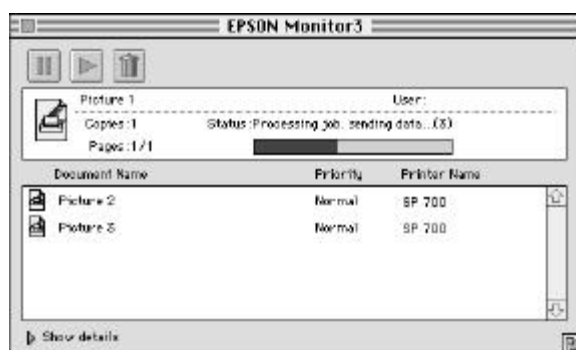 EPSON Monitor3
Picture 1 User:
Copies:1 Status:Processing job. sending data...(3)
Pages:1/1
Document Name Priority Printer Name
Picture 2 Normal SP 700
Picture 3 Normal SP 700
Show details